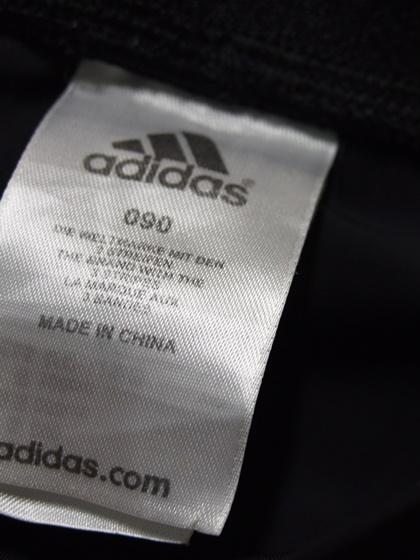 adidas®
090
DIE WELTMARKE MIT DEN
3 STREIFEN
THE BRAND WITH THE
3 STRIPES
LA MARQUE AUX
3 BANDES
MADE IN CHINA
adidas.com